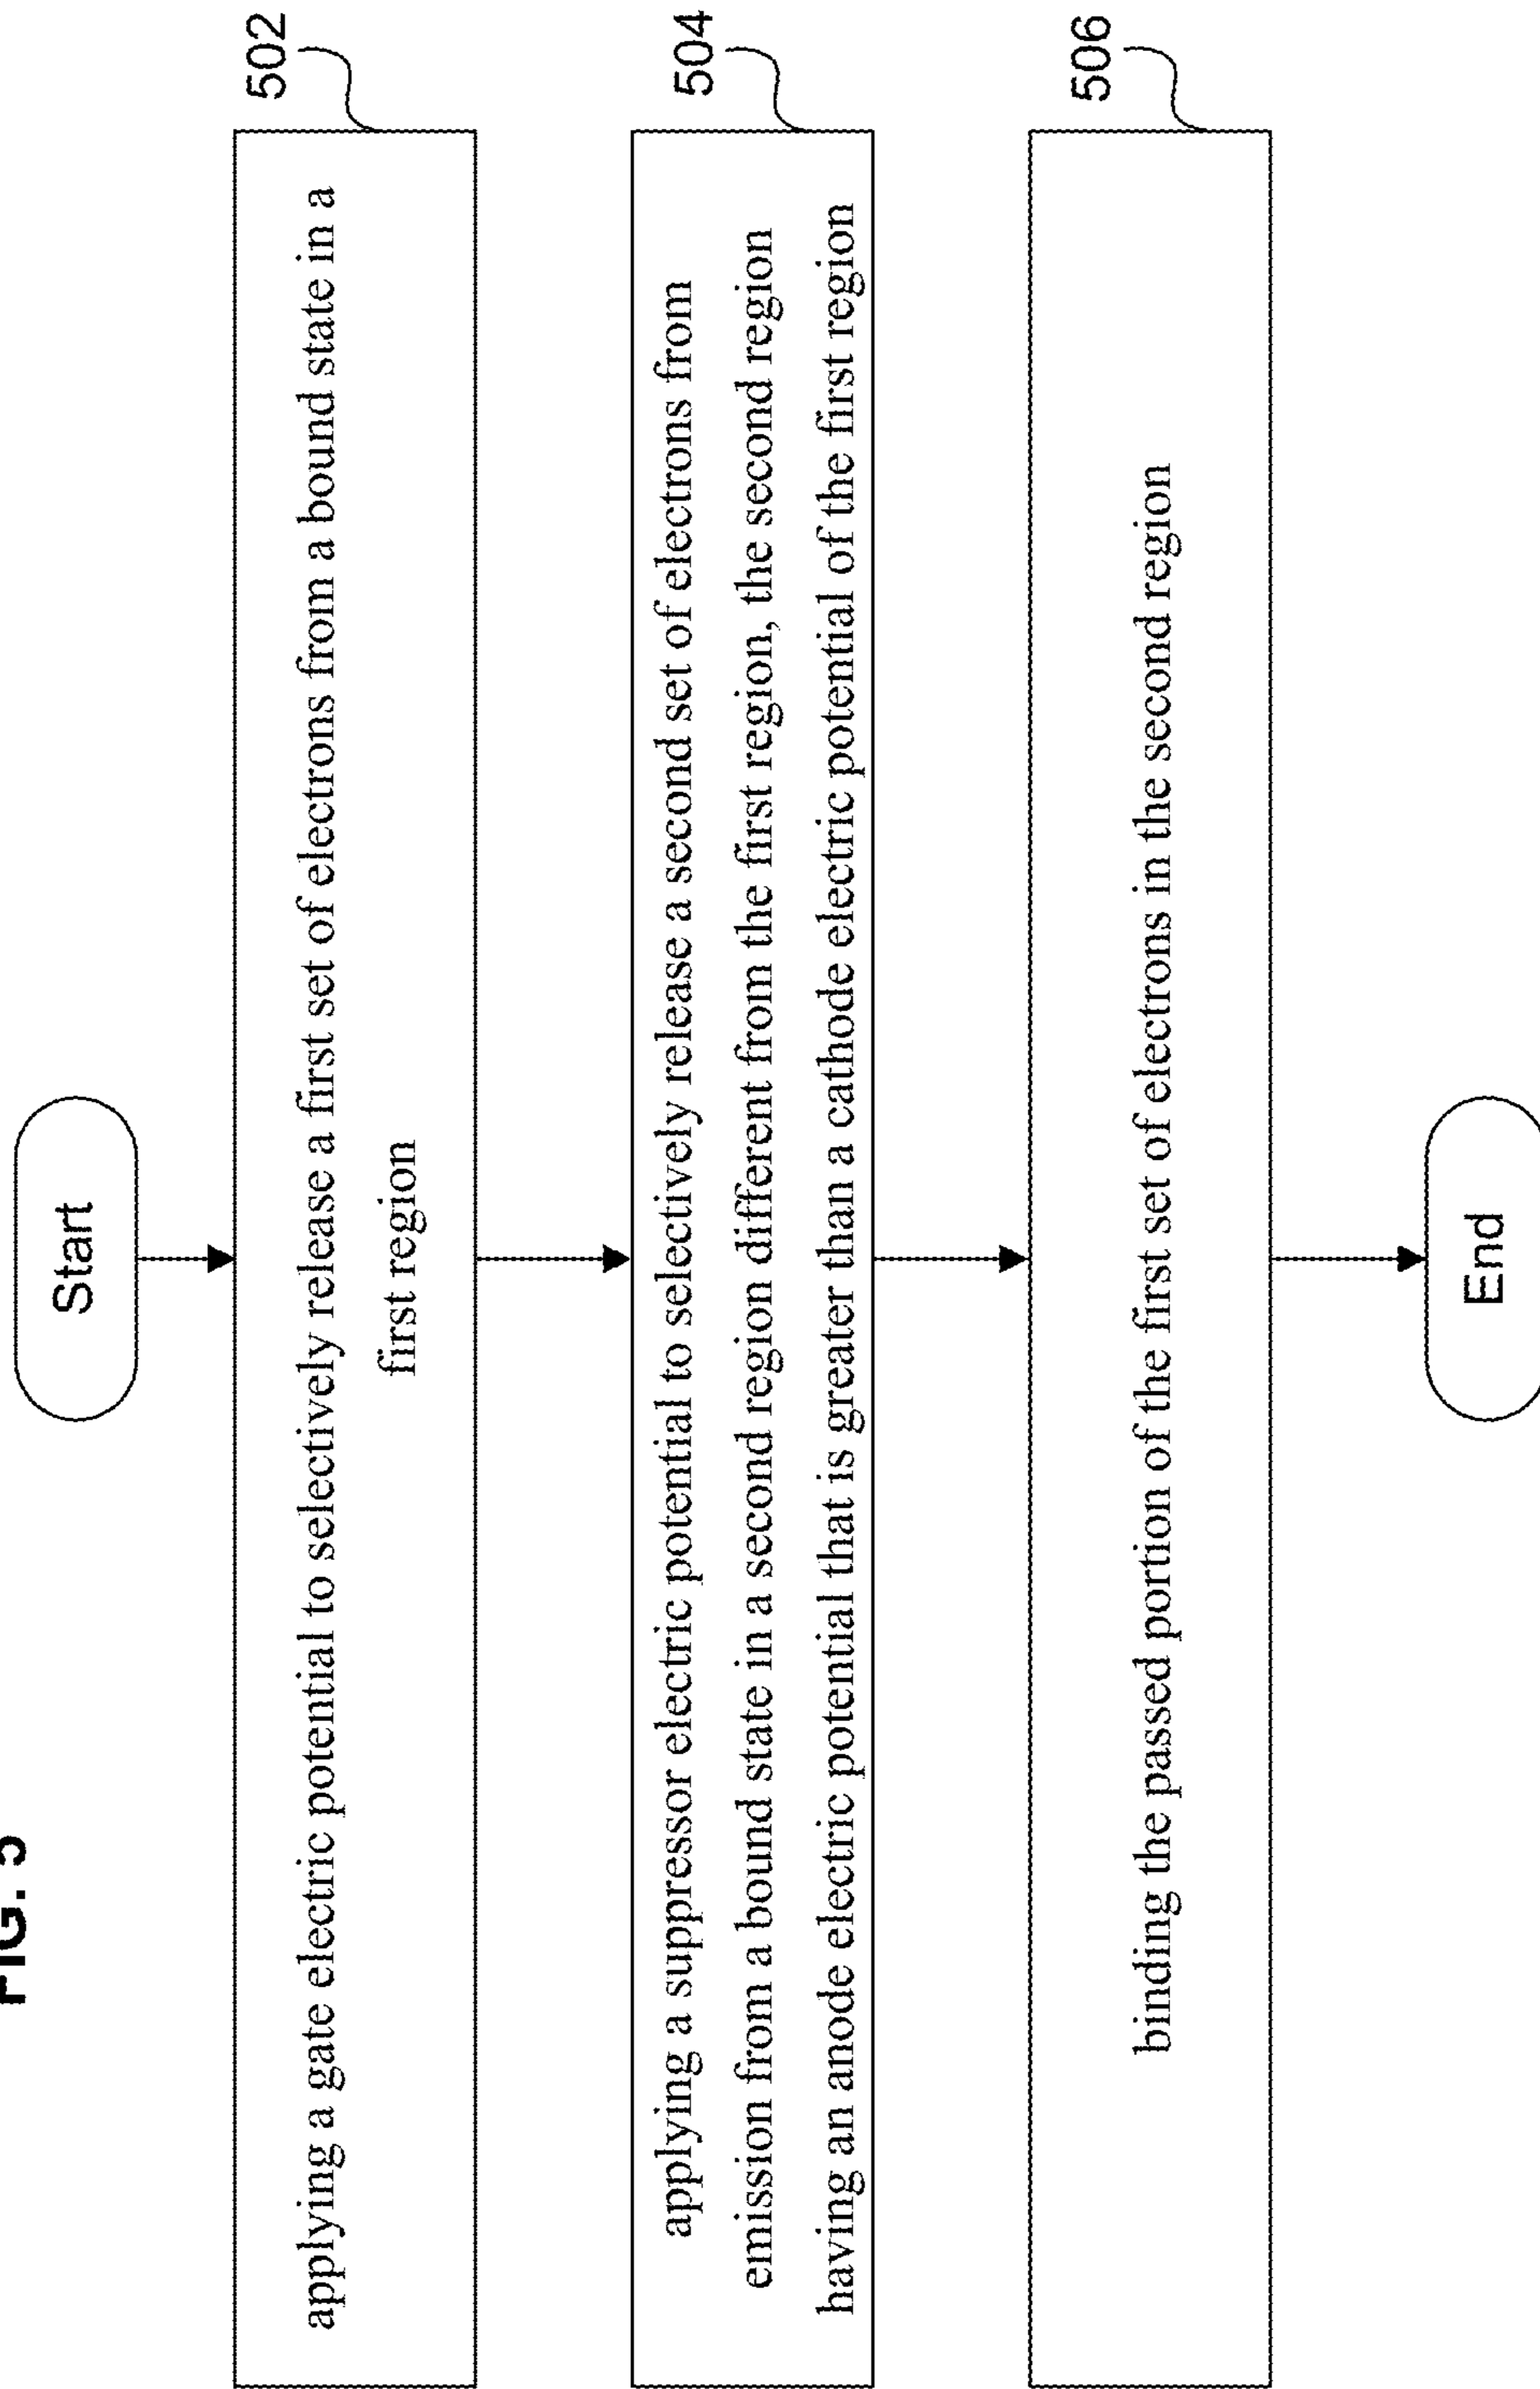 FIG. 5
Start
502
applying a gate electric potential to selectively release a first set of electrons from a bound state in a
first region
504
applying a suppressor electric potential to selectively release a second set of electrons from
emission from a bound state in a second region different from the first region, the second region
having an anode electric potential that is greater than a cathode electric potential of the first region
506
binding the passed portion of the first set of electrons in the second region
End